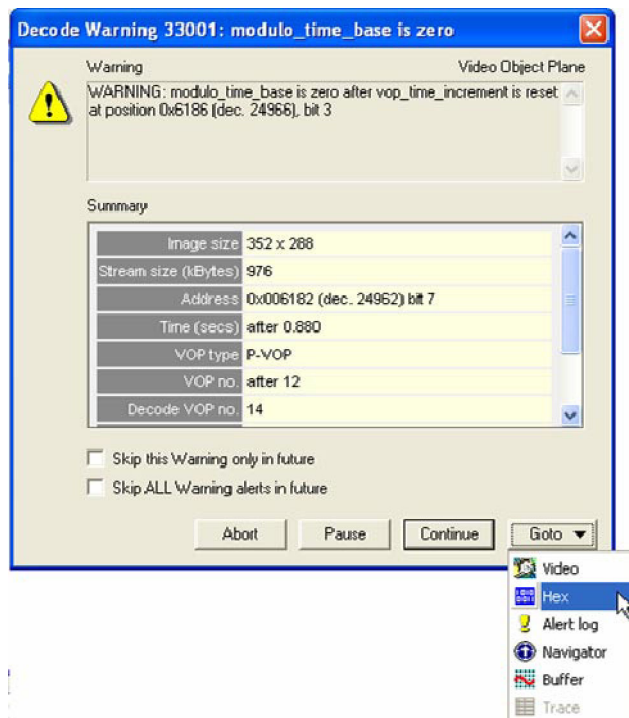 Decode Warning 33001: modulo_time_base is zero
Warning Video Object Plane
WARNING: modulo_time_base is zero after vop_time_increment is reset
at position 0x6186 (dec. 24966), bit 3
Summary
Image size 352 x 288
Stream size (kBytes) 976
Address 0x006182 (dec. 24962) bit 7
Time (secs) after 0.880
VOP type P-VOP
VOP no. after 12
Decode VOP no. 14
Skip this Warning only in future
Skip ALL Warning alerts in future
Abort Pause Continue Goto
Video
Hex
Alert log
Navigator
Buffer
Trace